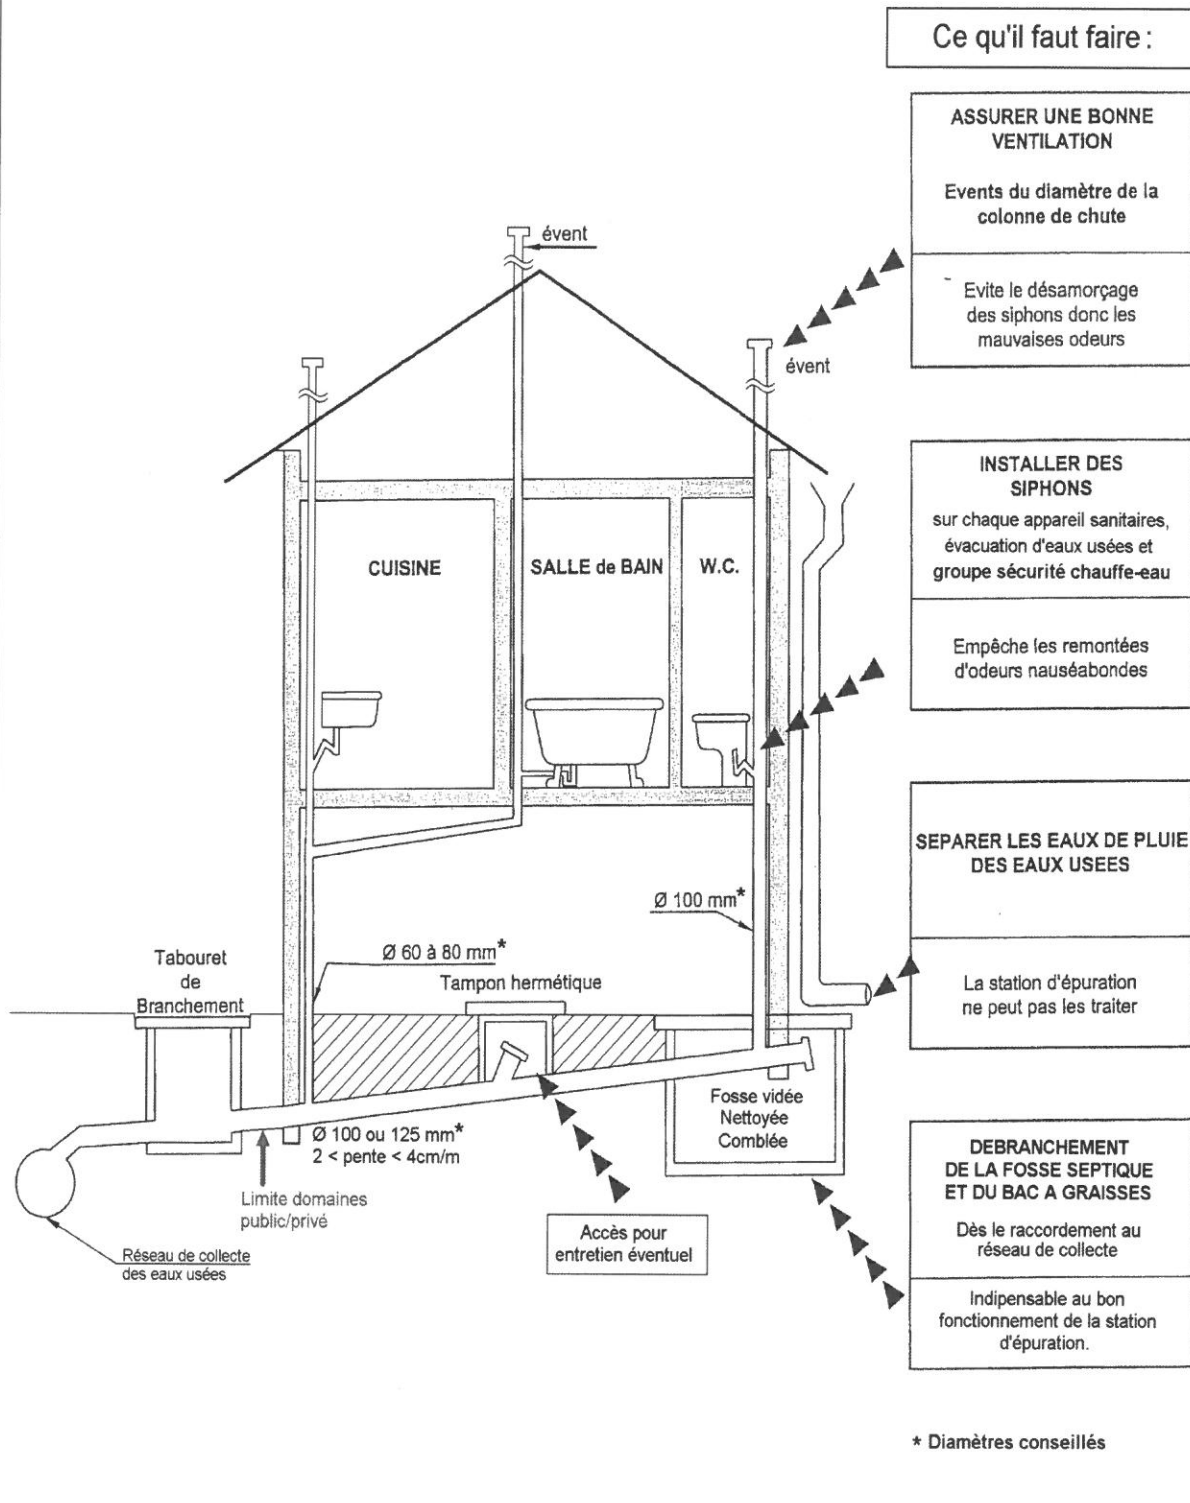 Ce qu'il faut faire :
ASSURER UNE BONNE
VENTILATION
Events du diamètre de la
colonne de chute
Evite le désamorçage
des siphons donc les
mauvaises odeurs
évent
évent
INSTALLER DES
SIPHONS
sur chaque appareil sanitaires,
évacuation d'eaux usées et
groupe sécurité chauffe-eau
Empêche les remontées
d'odeurs nauséabondes
CUISINE
SALLE de BAIN
W.C.
SEPARER LES EAUX DE PLUIE
DES EAUX USEES
La station d'épuration
ne peut pas les traiter
Ø 100 mm*
Ø 60 à 80 mm*
Tampon hermétique
Tabouret
de
Branchement
Fosse vidée
Nettoyée
Comblée
Ø 100 ou 125 mm*
2 < pente < 4cm/m
Limite domaines
public/privé
Réseau de collecte
des eaux usées
Accès pour
entretien éventuel
DEBRANCHEMENT
DE LA FOSSE SEPTIQUE
ET DU BAC A GRAISSES
Dès le raccordement au
réseau de collecte
Indipensable au bon
fonctionnement de la station
d'épuration.
* Diamètres conseillés